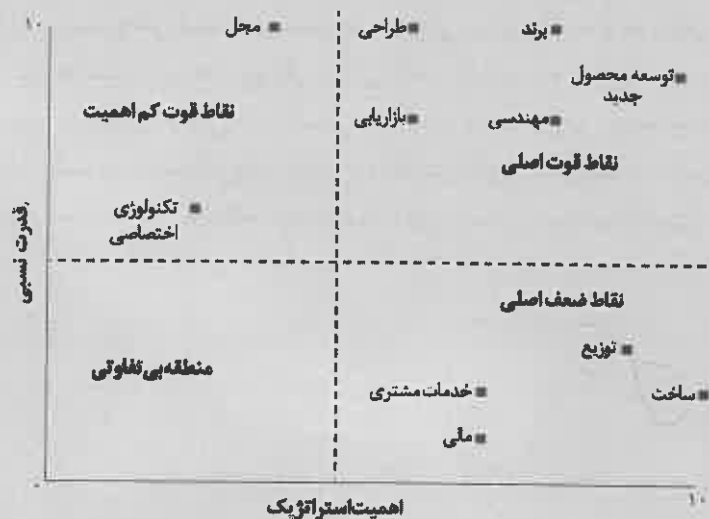 ۱۰
محل
طراحی
برند
توسعه محصول
جدید
نقاط قوت کم اهمیت
بازاریابی
مهندسی
نقاط قوت اصلی
تکنولوژی
اختصاصی
قدرت نسبی
نقاط ضعف اصلی
توزیع
منطقه بی تفاوتی
خدمات مشتری
ساخت
مالی
۰
اهمیت استراتژیک
۱۰